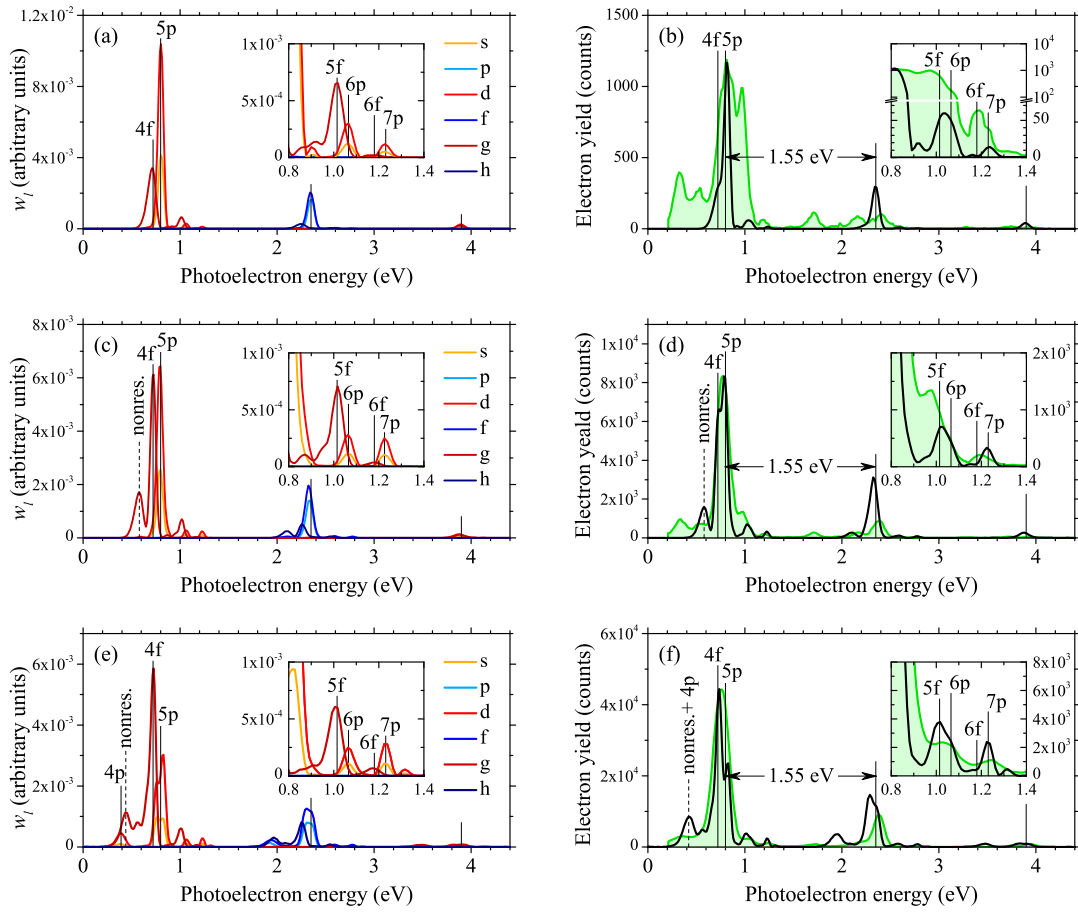 (a)
1.2x10⁻²
8x10⁻³
4x10⁻³
0
0 1 2 3 4
w_l (arbitrary units)
Photoelectron energy (eV)
4f
5p
1x10⁻³
5x10⁻⁴
0
0.8 1.0 1.2 1.4
5f
6p
6f
7p
s
p
d
f
g
h
(b)
1500
1000
500
0
0 1 2 3 4
Electron yield (counts)
Photoelectron energy (eV)
4f 5p
1.55 eV
5f 6p
6f
7p
10⁴
10³
10²
50
0
0.8 1.0 1.2 1.4
(c)
8x10⁻³
6x10⁻³
4x10⁻³
2x10⁻³
0
0 1 2 3 4
w_l (arbitrary units)
Photoelectron energy (eV)
nonres.
4f
5p
1x10⁻³
5x10⁻⁴
0
0.8 1.0 1.2 1.4
5f
6p
6f
7p
s
p
d
f
g
h
(d)
1x10⁴
8x10³
6x10³
4x10³
2x10³
0
0 1 2 3 4
Electron yeald (counts)
Photoelectron energy (eV)
nonres.
4f
5p
1.55 eV
5f
6p
6f
7p
2x10³
1x10³
0
0.8 1.0 1.2 1.4
(e)
6x10⁻³
4x10⁻³
2x10⁻³
0
0 1 2 3 4
w_l (arbitrary units)
Photoelectron energy (eV)
4p
nonres.
4f
5p
1x10⁻³
5x10⁻⁴
0
0.8 1.0 1.2 1.4
5f
6p
6f
7p
s
p
d
f
g
h
(f)
6x10⁴
4x10⁴
2x10⁴
0
0 1 2 3 4
Electron yield (counts)
Photoelectron energy (eV)
nonres.+ 4p
4f
5p
1.55 eV
5f 6p
6f
7p
8x10³
6x10³
4x10³
2x10³
0
0.8 1.0 1.2 1.4